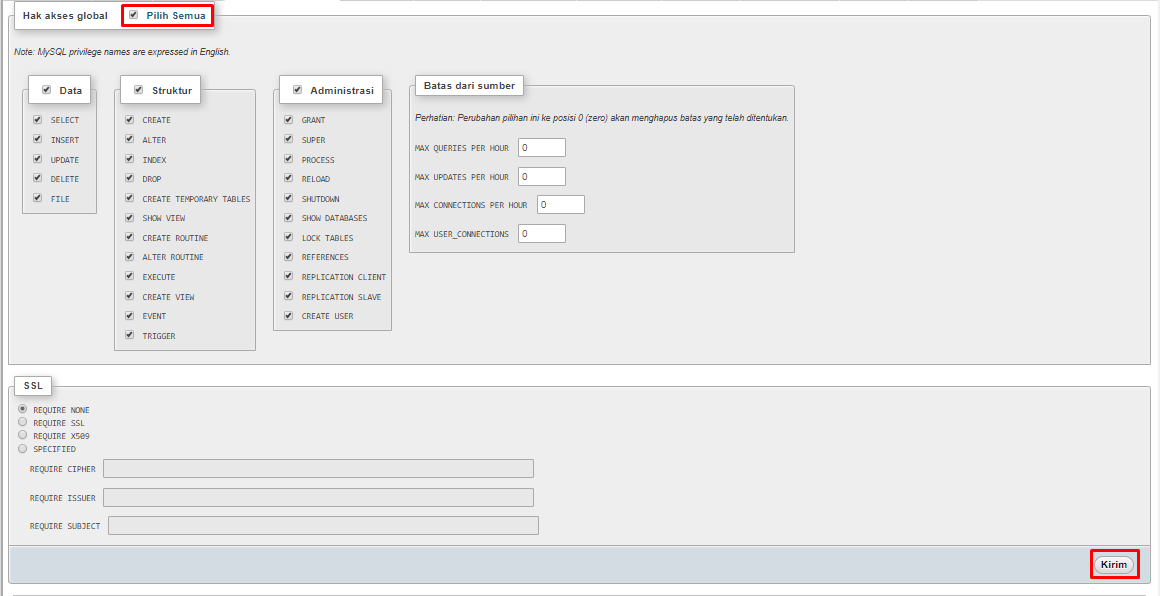 Hak akses global
Pilih Semua
Note: MySQL privilege names are expressed in English.
Data
SELECT
INSERT
UPDATE
DELETE
FILE
Struktur
CREATE
ALTER
INDEX
DROP
CREATE TEMPORARY TABLES
SHOW VIEW
CREATE ROUTINE
ALTER ROUTINE
EXECUTE
CREATE VIEW
EVENT
TRIGGER
Administrasi
GRANT
SUPER
PROCESS
RELOAD
SHUTDOWN
SHOW DATABASES
LOCK TABLES
REFERENCES
REPLICATION CLIENT
REPLICATION SLAVE
CREATE USER
Batas dari sumber
Perhatian: Perubahan pilihan ini ke posisi 0 (zero) akan menghapus batas yang telah ditentukan.
MAX QUERIES PER HOUR 0
MAX UPDATES PER HOUR 0
MAX CONNECTIONS PER HOUR 0
MAX USER_CONNECTIONS 0
SSL
REQUIRE NONE
REQUIRE SSL
REQUIRE X509
SPECIFIED
REQUIRE CIPHER
REQUIRE ISSUER
REQUIRE SUBJECT
Kirim